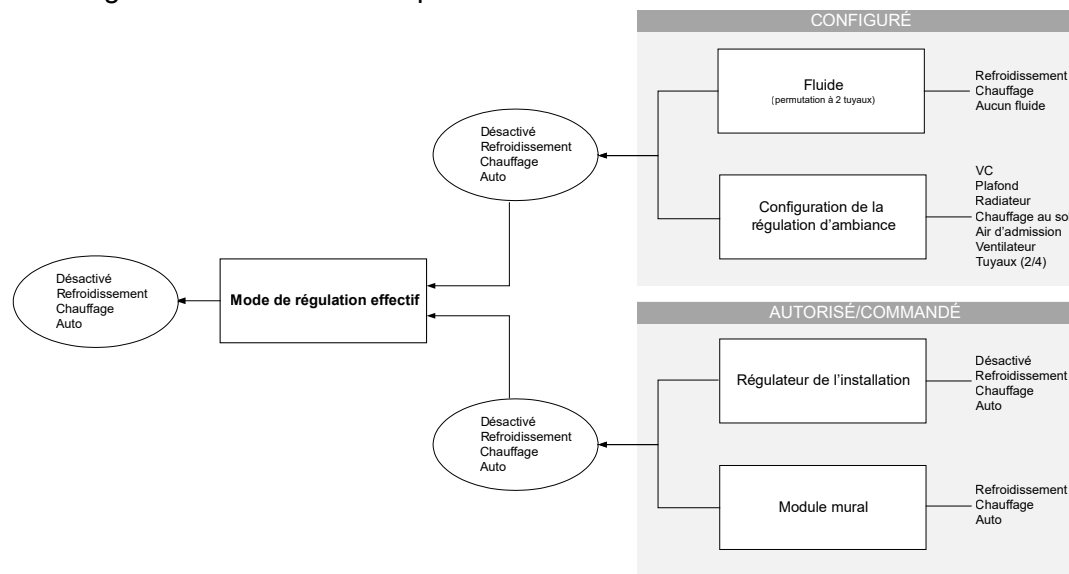 CONFIGURÉ
Fluide
(permutation à 2 tuyaux)
Refroidissement
Chauffage
Aucun fluide
Désactivé
Refroidissement
Chauffage
Auto
Configuration de la
régulation d'ambiance
VC
Plafond
Radiateur
Chauffage au sol
Air d'admission
Ventilateur
Tuyaux (2/4)
Désactivé
Refroidissement
Chauffage
Auto
Mode de régulation effectif
AUTORISÉ/COMMANDÉ
Régulateur de l'installation
Désactivé
Refroidissement
Chauffage
Auto
Désactivé
Refroidissement
Chauffage
Auto
Module mural
Refroidissement
Chauffage
Auto